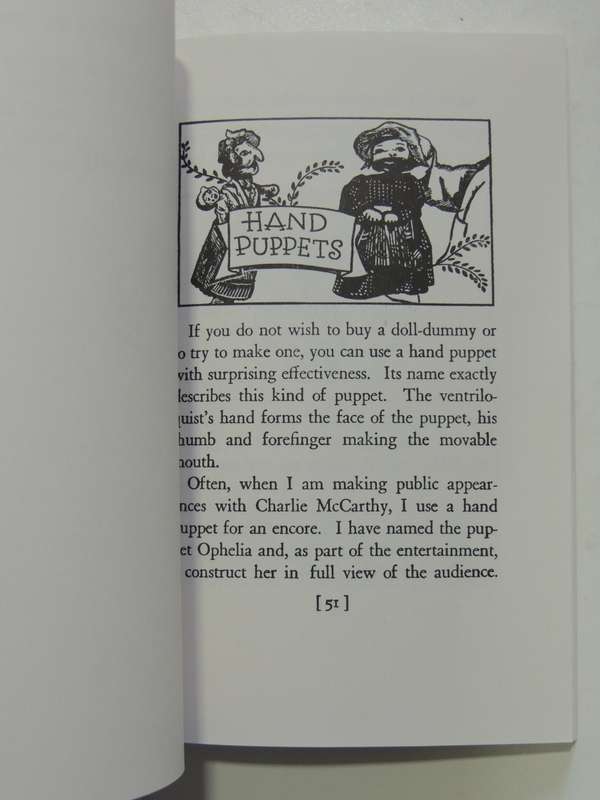 HAND
PUPPETS
If you do not wish to buy a doll-dummy or
o try to make one, you can use a hand puppet
with surprising effectiveness. Its name exactly
describes this kind of puppet. The ventrilo-
quist's hand forms the face of the puppet, his
humb and forefinger making the movable
mouth.
Often, when I am making public appear-
nces with Charlie McCarthy, I use a hand
uppet for an encore. I have named the pup-
et Ophelia and, as part of the entertainment,
construct her in full view of the audience.
[ 51 ]